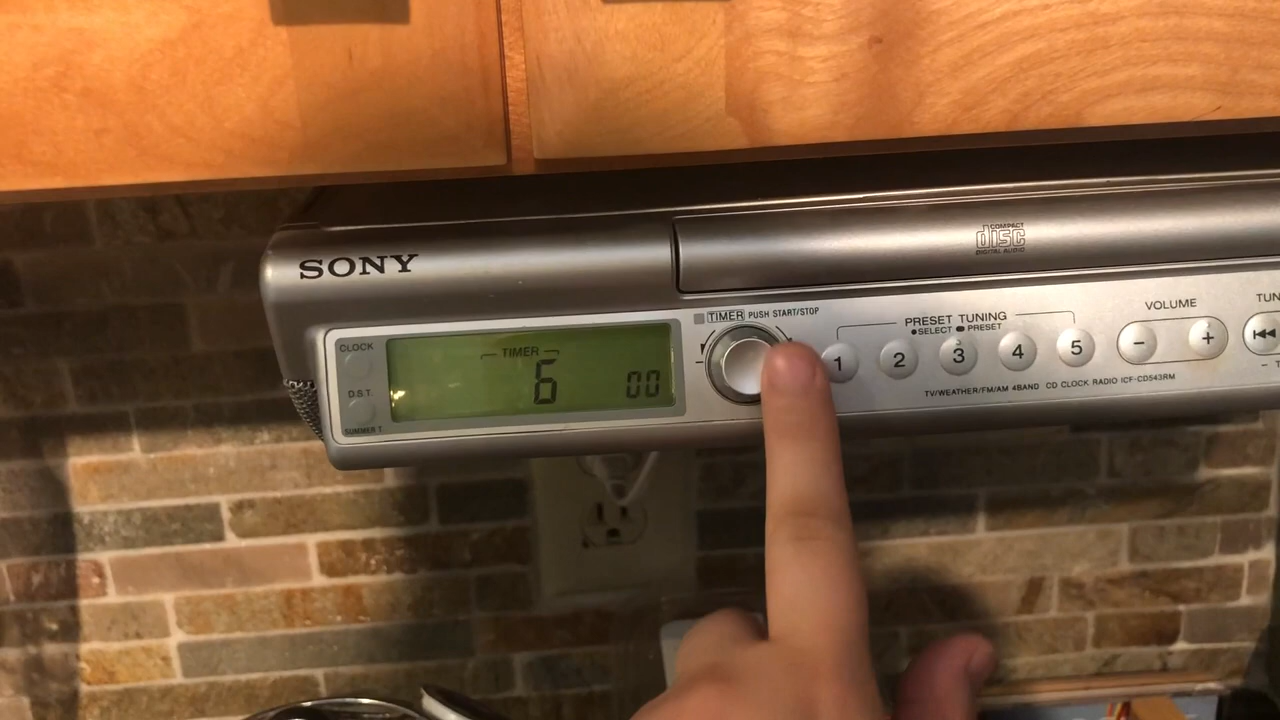 SONY
COMPACT
disc
DIGITAL AUDIO
CLOCK
D.S.T.
SUMMER T.
TIMER
6 00
TIMER PUSH START/STOP
PRESET TUNING
SELECT PRESET
1 2 3 4 5
VOLUME
- +
TUN
TV/WEATHER/FM/AM 4BAND CD CLOCK RADIO ICF-CD543RM